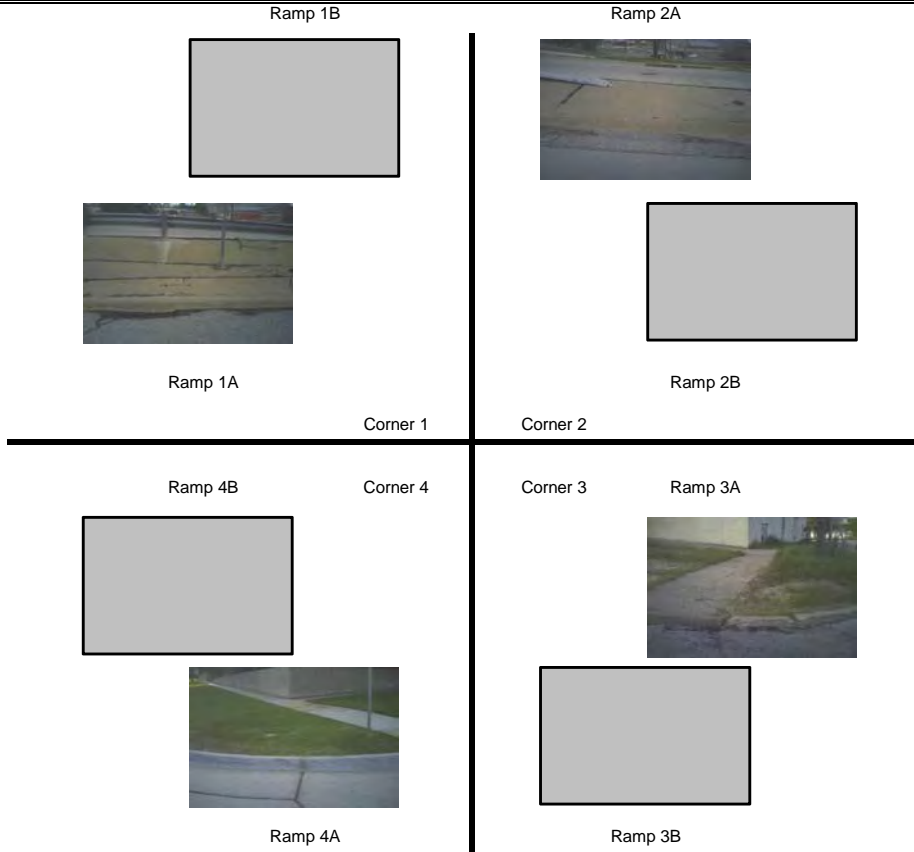 Ramp 1B Ramp 2A
Ramp 1A Ramp 2B
Corner 1 Corner 2
Ramp 4B Corner 4 Corner 3 Ramp 3A
Ramp 4A Ramp 3B